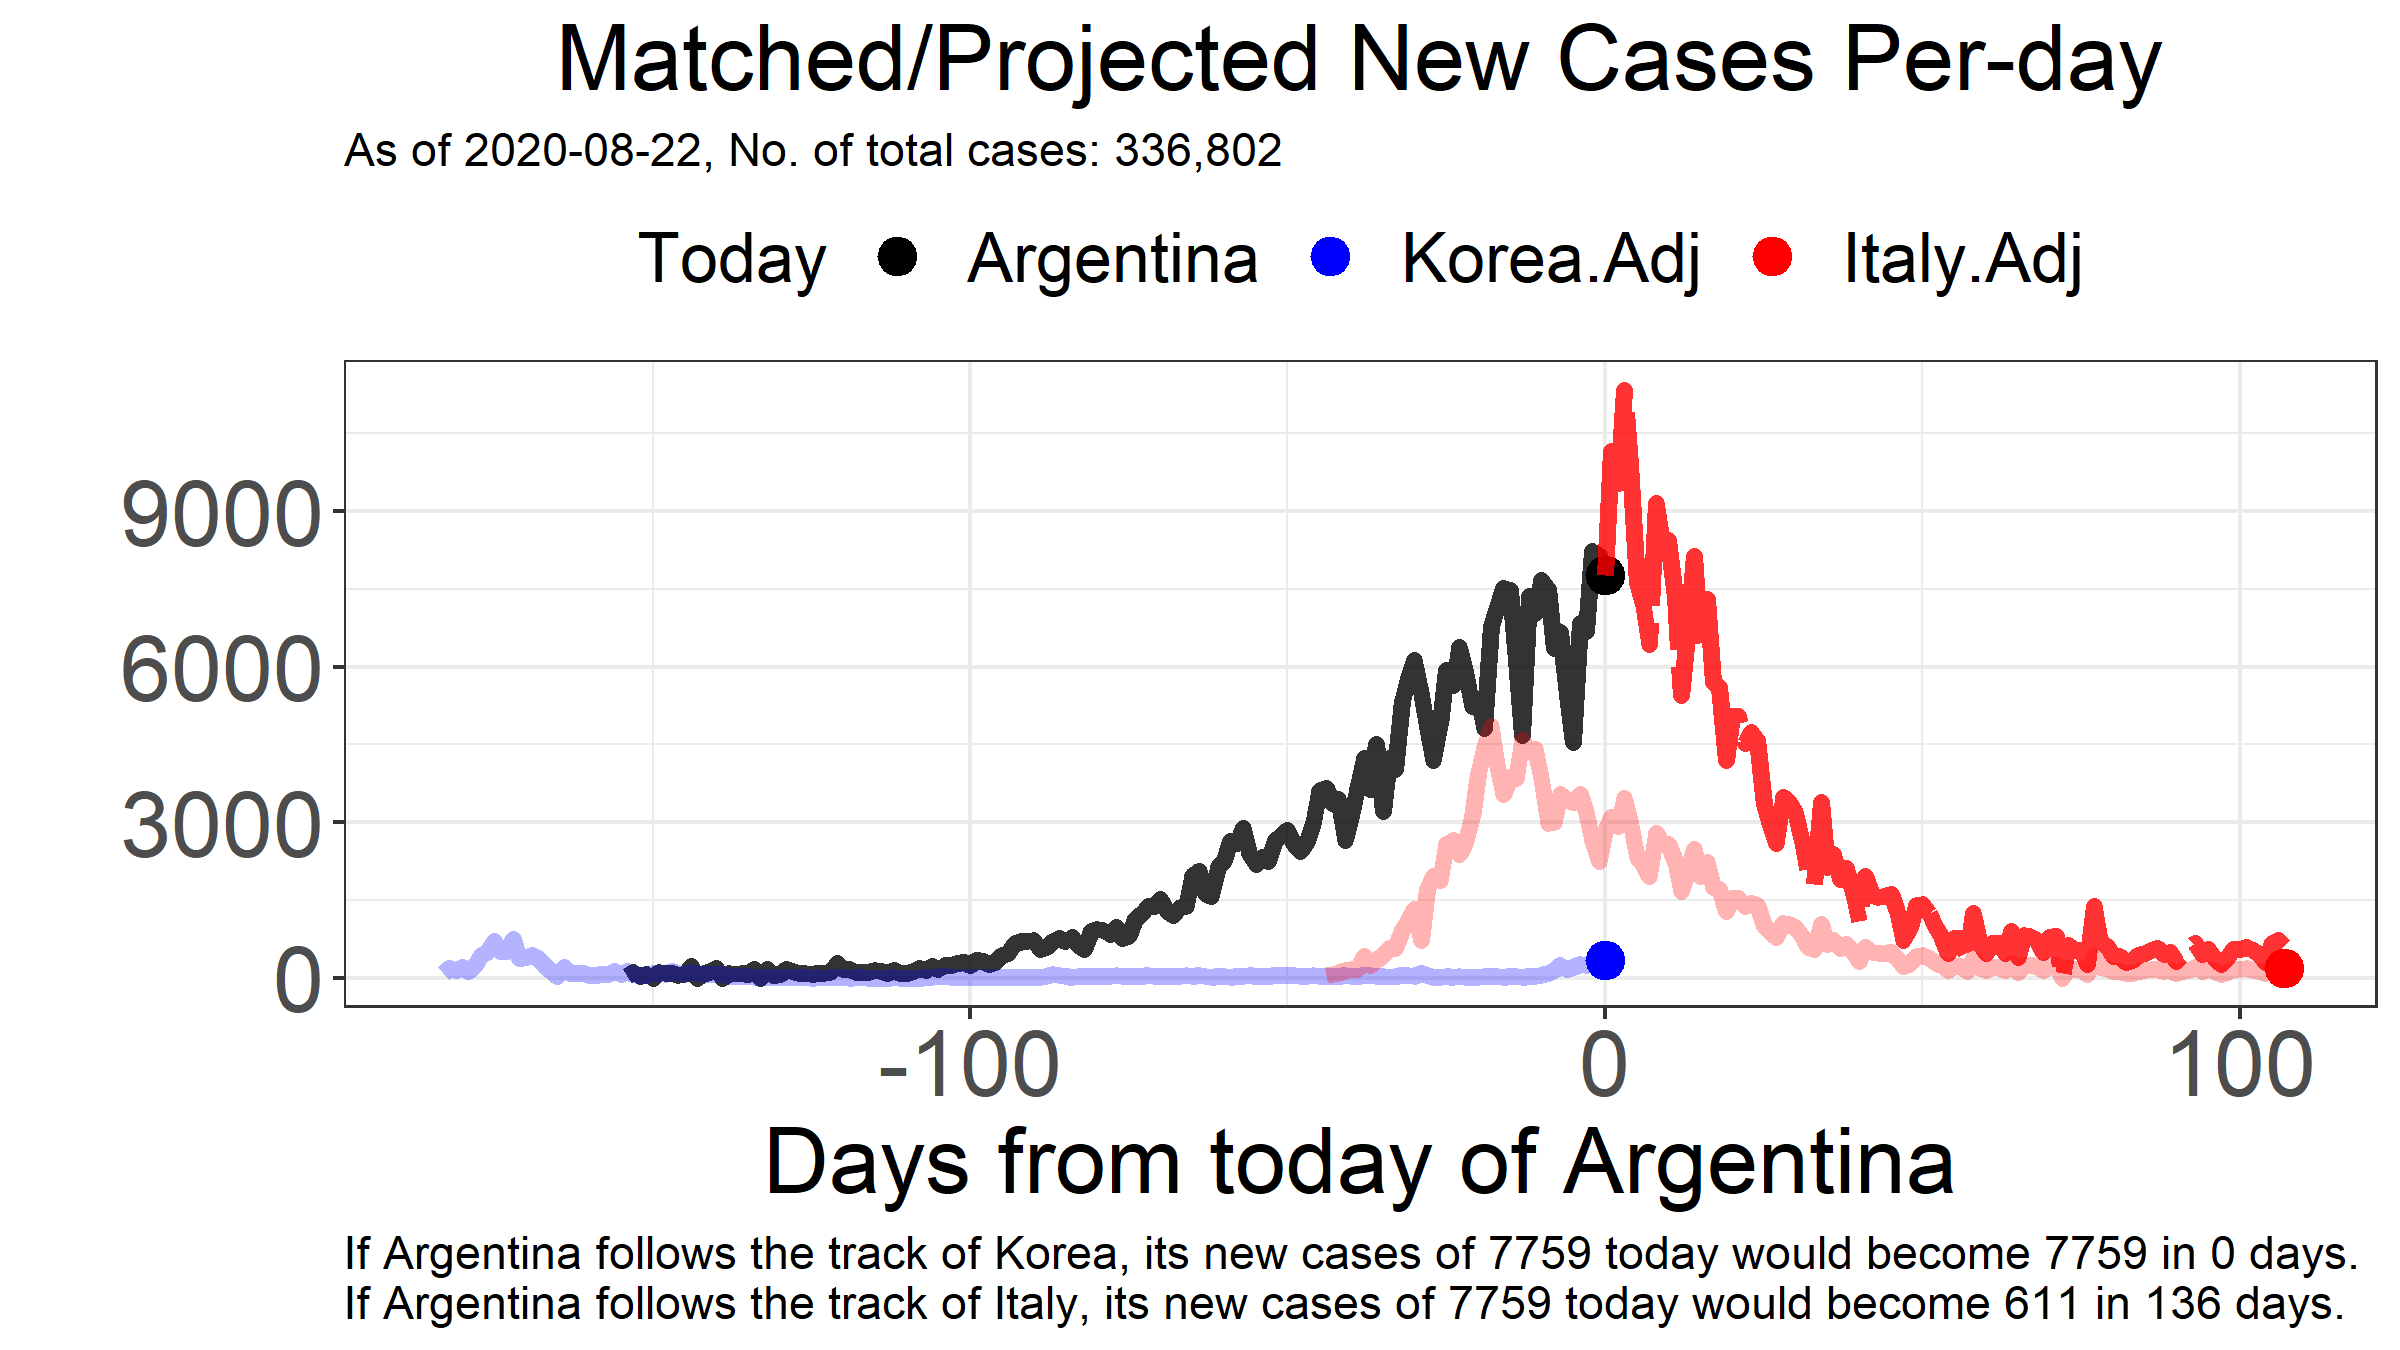 Matched/Projected New Cases Per-day
As of 2020-08-22, No. of total cases: 336,802
Today Argentina Korea.Adj Italy.Adj
9000
6000
3000
0
-100 0 100
Days from today of Argentina
If Argentina follows the track of Korea, its new cases of 7759 today would become 7759 in 0 days.
If Argentina follows the track of Italy, its new cases of 7759 today would become 611 in 136 days.